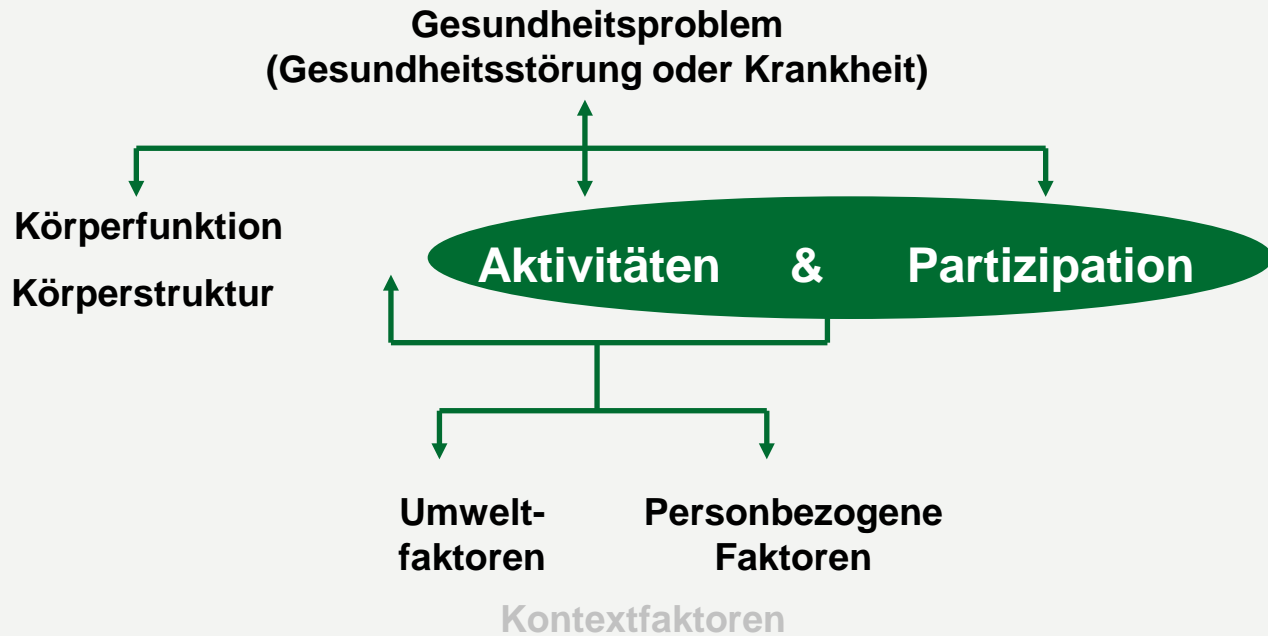 Gesundheitsproblem
(Gesundheitsstörung oder Krankheit)
Körperfunktion
Körperstruktur
Aktivitäten & Partizipation
Umwelt-
faktoren
Personbezogene
Faktoren
Kontextfaktoren